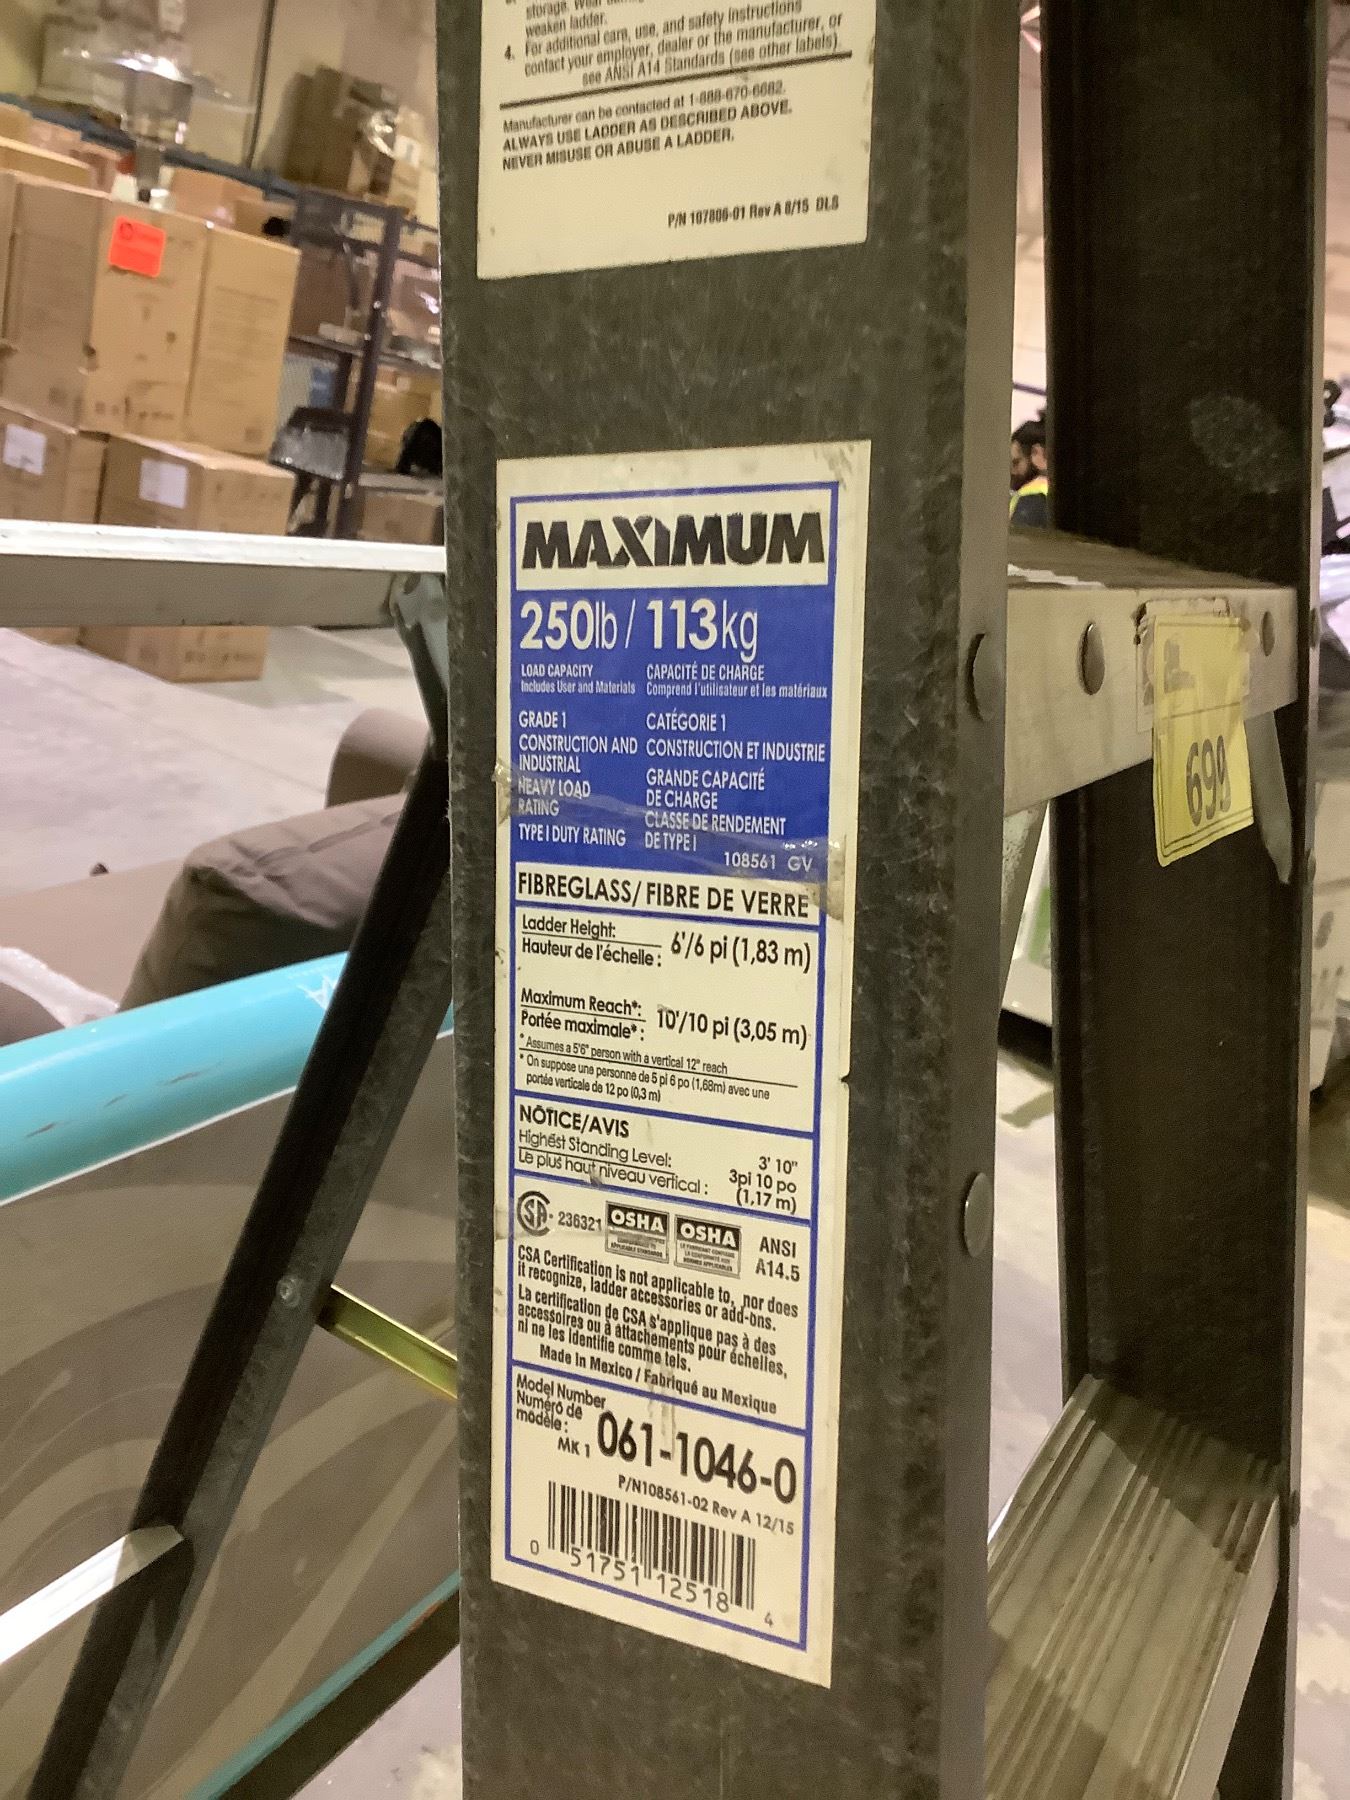 storage.
weaken ladder.
4. For additional care, use, and safety instructions
contact your employer, dealer or the manufacturer, or
see ANSI A14 Standards (see other labels)
Manufacturer can be contacted at 1-888-670-6682.
ALWAYS USE LADDER AS DESCRIBED ABOVE.
NEVER MISUSE OR ABUSE A LADDER.
P/N 107806-01 Rev A 8/15 DLS
MAXIMUM
250lb / 113kg
LOAD CAPACITY CAPACITÉ DE CHARGE
Includes User and Materials Comprend l'utilisateur et les matériaux
GRADE 1 CATÉGORIE 1
CONSTRUCTION AND CONSTRUCTION ET INDUSTRIE
INDUSTRIAL
GRANDE CAPACITÉ
HEAVY LOAD DE CHARGE
RATING CLASSE DE RENDEMENT
TYPE I DUTY RATING DE TYPE I
108561 GV
FIBREGLASS/ FIBRE DE VERRE
Ladder Height:
Hauteur de l'échelle : 6'/6 pi (1,83 m)
Maximum Reach*:
Portée maximale* : 10'/10 pi (3,05 m)
* Assumes a 5'6" person with a vertical 12" reach
* On suppose une personne de 5 pi 6 po (1,68m) avec une
portée verticale de 12 po (0,3 m)
NOTICE/AVIS
Highest Standing Level: 3' 10"
Le plus haut niveau vertical : 3pi 10 po
(1,17 m)
SA 236321 OSHA OSHA ANSI
A14.5
CSA Certification is not applicable to, nor does
it recognize, ladder accessories or add-ons.
La certification de CSA s'applique pas à des
accessoires ou à attachements pour échelles,
ni ne les identifie comme tels.
Made in Mexico / Fabriqué au Mexique
Model Number
Numéro de
modèle :
MK 1 061-1046-0
P/N108561-02 Rev A 12/15
0 51751 12518 4
699